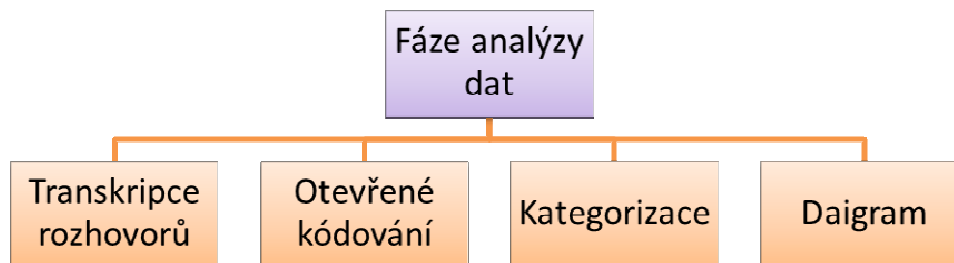 Fáze analýzy
dat
Transkripce
rozhovorů
Otevřené
kódování
Kategorizace
Daigram